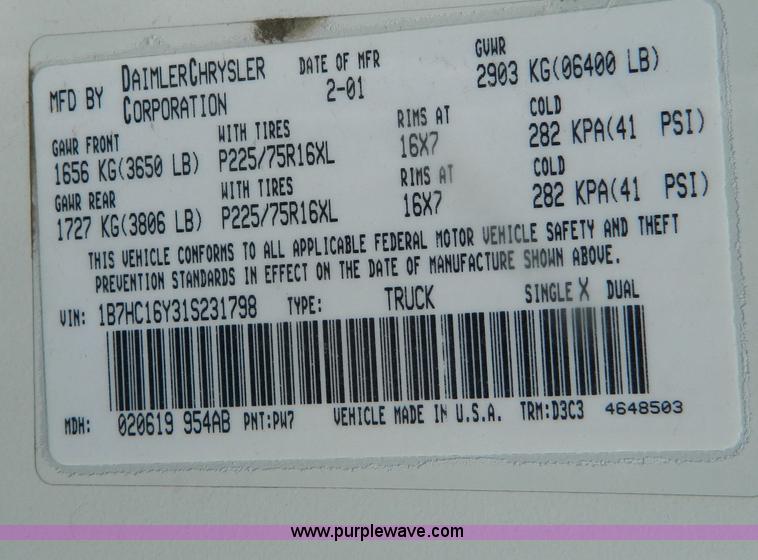 MFD BY DAIMLERCHRYSLER CORPORATION DATE OF MFR 2-01 GVWR 2903 KG(06400 LB)
GAWR FRONT WITH TIRES RIMS AT COLD
1656 KG(3650 LB) P225/75R16XL 16X7 282 KPA(41 PSI)
GAWR REAR WITH TIRES RIMS AT COLD
1727 KG(3806 LB) P225/75R16XL 16X7 282 KPA(41 PSI)
THIS VEHICLE CONFORMS TO ALL APPLICABLE FEDERAL MOTOR VEHICLE SAFETY AND THEFT
PREVENTION STANDARDS IN EFFECT ON THE DATE OF MANUFACTURE SHOWN ABOVE.
VIN: 1B7HC16Y31S231798 TYPE: TRUCK SINGLE X DUAL
MDH: 020619 954AB PNT:PW7 VEHICLE MADE IN U.S.A. TRM:D3C3 4648503
www.purplewave.com